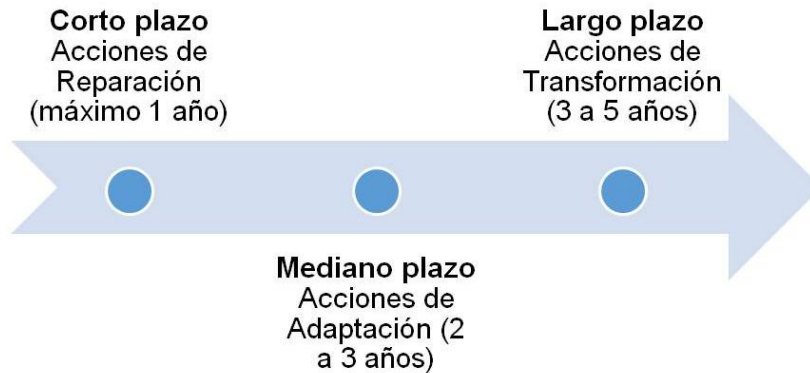 Corto plazo
Acciones de
Reparación
(máximo 1 año)
Mediano plazo
Acciones de
Adaptación (2
a 3 años)
Largo plazo
Acciones de
Transformación
(3 a 5 años)